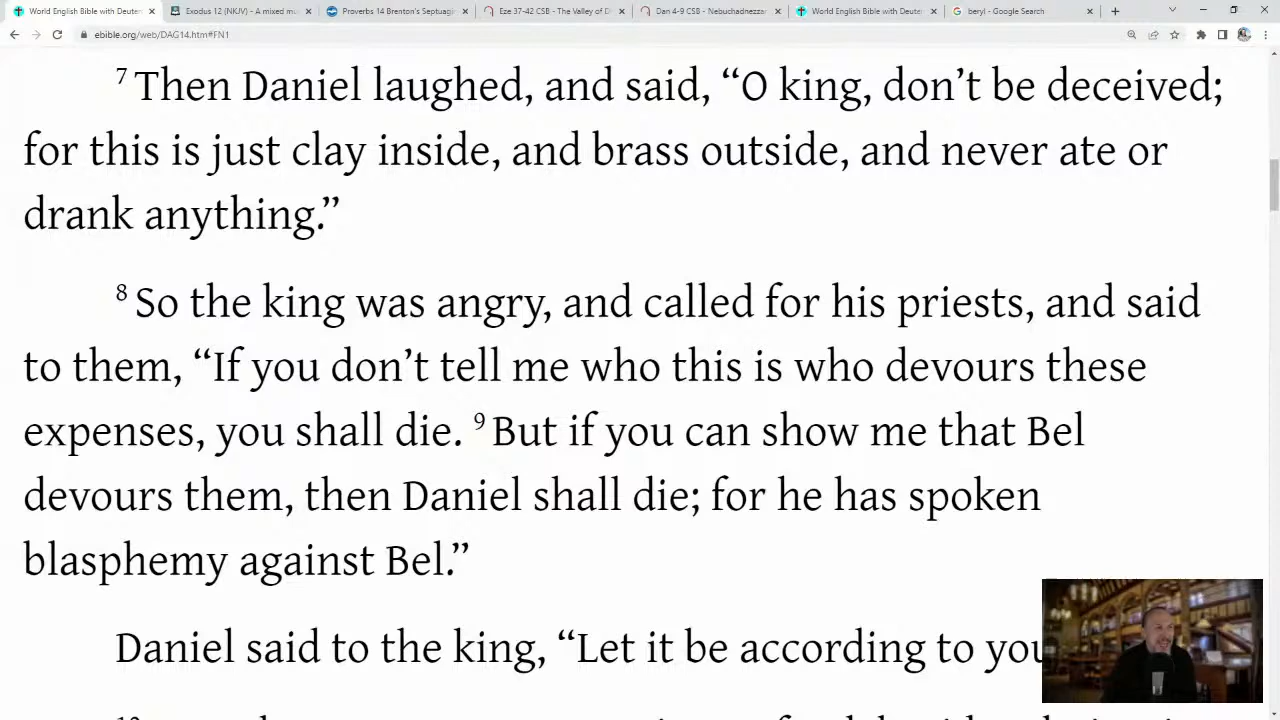 World English Bible with Deuter
Exodus 12 (NKJV) - A mixed mu
Proverbs 14 Brenton's Septuagin
Eze 37-42 CSB - The Valley of D
Dan 4-9 CSB - Nebuchadnezzar
World English Bible with Deuter
beryl - Google Search
ebible.org/web/DAG14.htm#FN1
7 Then Daniel laughed, and said, “O king, don’t be deceived;
for this is just clay inside, and brass outside, and never ate or
drank anything.”
8 So the king was angry, and called for his priests, and said
to them, “If you don’t tell me who this is who devours these
expenses, you shall die. 9 But if you can show me that Bel
devours them, then Daniel shall die; for he has spoken
blasphemy against Bel.”
Daniel said to the king, “Let it be according to you